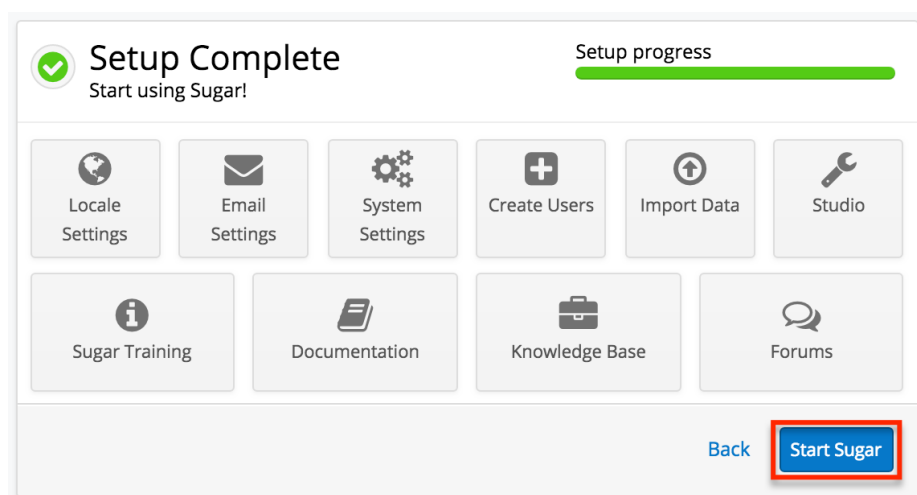 Setup Complete
Start using Sugar!
Setup progress
Locale
Settings
Email
Settings
System
Settings
Create Users
Import Data
Studio
Sugar Training
Documentation
Knowledge Base
Forums
Back
Start Sugar